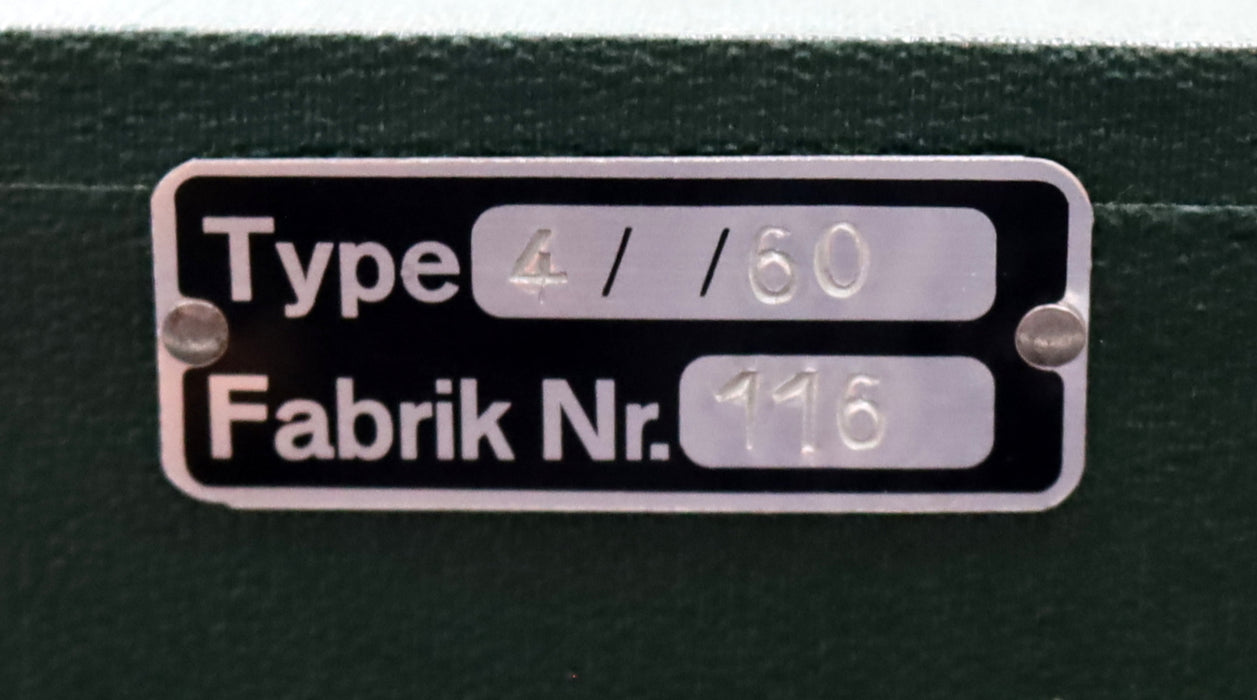 Type 4 / / 60
Fabrik Nr. 116